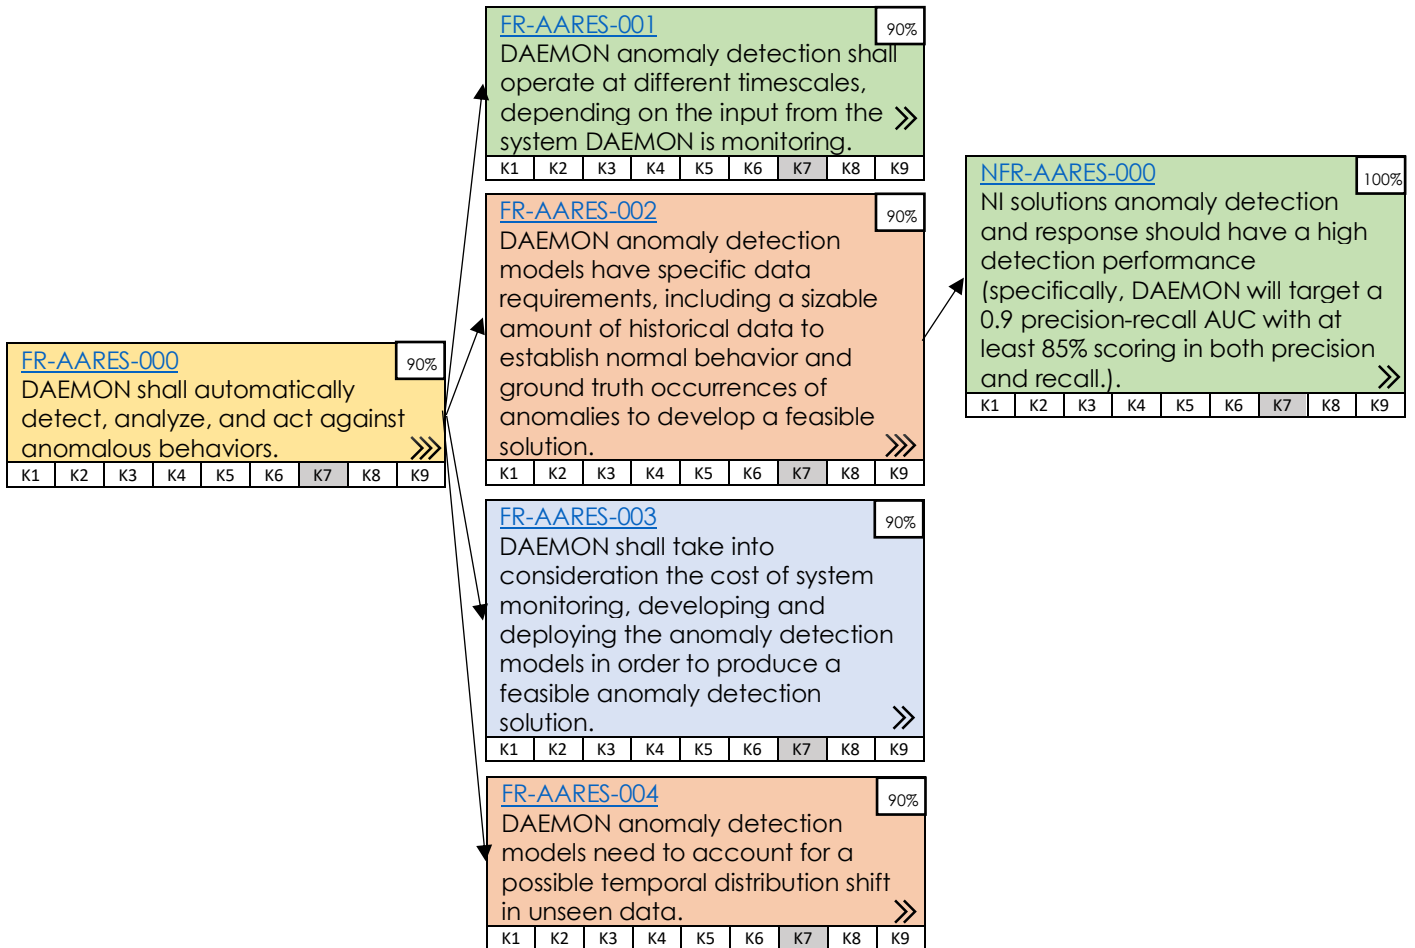 FR-AARES-001
90%
DAEMON anomaly detection shall
operate at different timescales,
depending on the input from the
system DAEMON is monitoring.
K1 K2 K3 K4 K5 K6 K7 K8 K9
FR-AARES-002
90%
DAEMON anomaly detection
models have specific data
requirements, including a sizable
amount of historical data to
establish normal behavior and
ground truth occurrences of
anomalies to develop a feasible
solution.
K1 K2 K3 K4 K5 K6 K7 K8 K9
NFR-AARES-000
100%
NI solutions anomaly detection
and response should have a high
detection performance
(specifically, DAEMON will target a
0.9 precision-recall AUC with at
least 85% scoring in both precision
and recall.).
K1 K2 K3 K4 K5 K6 K7 K8 K9
FR-AARES-000
90%
DAEMON shall automatically
detect, analyze, and act against
anomalous behaviors.
K1 K2 K3 K4 K5 K6 K7 K8 K9
FR-AARES-003
90%
DAEMON shall take into
consideration the cost of system
monitoring, developing and
deploying the anomaly detection
models in order to produce a
feasible anomaly detection
solution.
K1 K2 K3 K4 K5 K6 K7 K8 K9
FR-AARES-004
90%
DAEMON anomaly detection
models need to account for a
possible temporal distribution shift
in unseen data.
K1 K2 K3 K4 K5 K6 K7 K8 K9